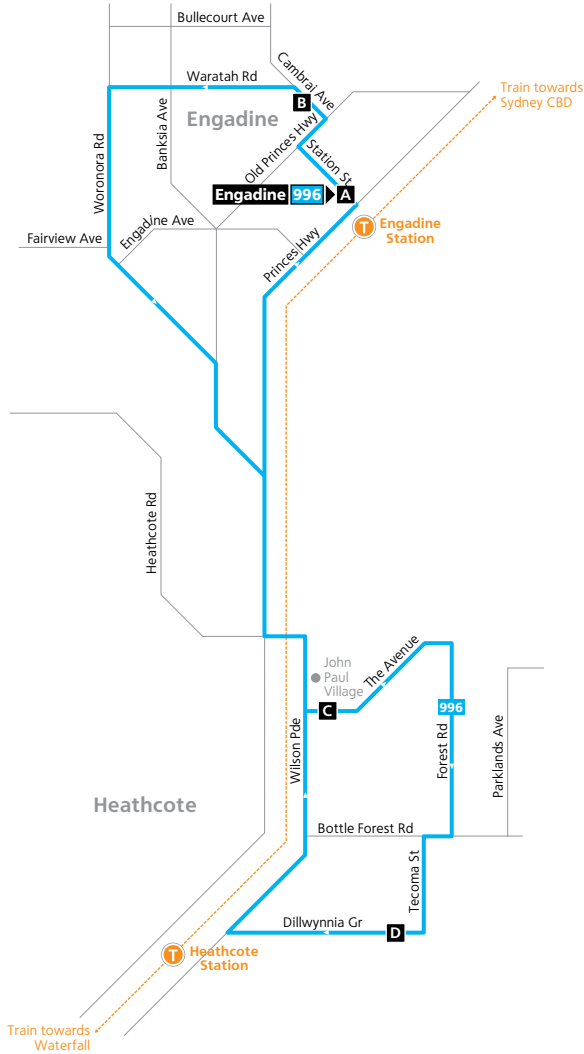 Bullecourt Ave
Waratah Rd
Cambrai Ave
Train towards
Sydney CBD
B
Engadine
Banksia Ave
Woronora Rd
Old Princes Hwy
Station St
Engadine 996
A
Engadine Ave
Fairview Ave
Princes Hwy
T
Engadine
Station
Heathcote Rd
John
Paul
Village
The Avenue
C
996
Wilson Pde
Forest Rd
Parklands Ave
Heathcote
Bottle Forest Rd
Tecoma St
Dillwynnia Gr
D
T
Heathcote
Station
Train towards
Waterfall